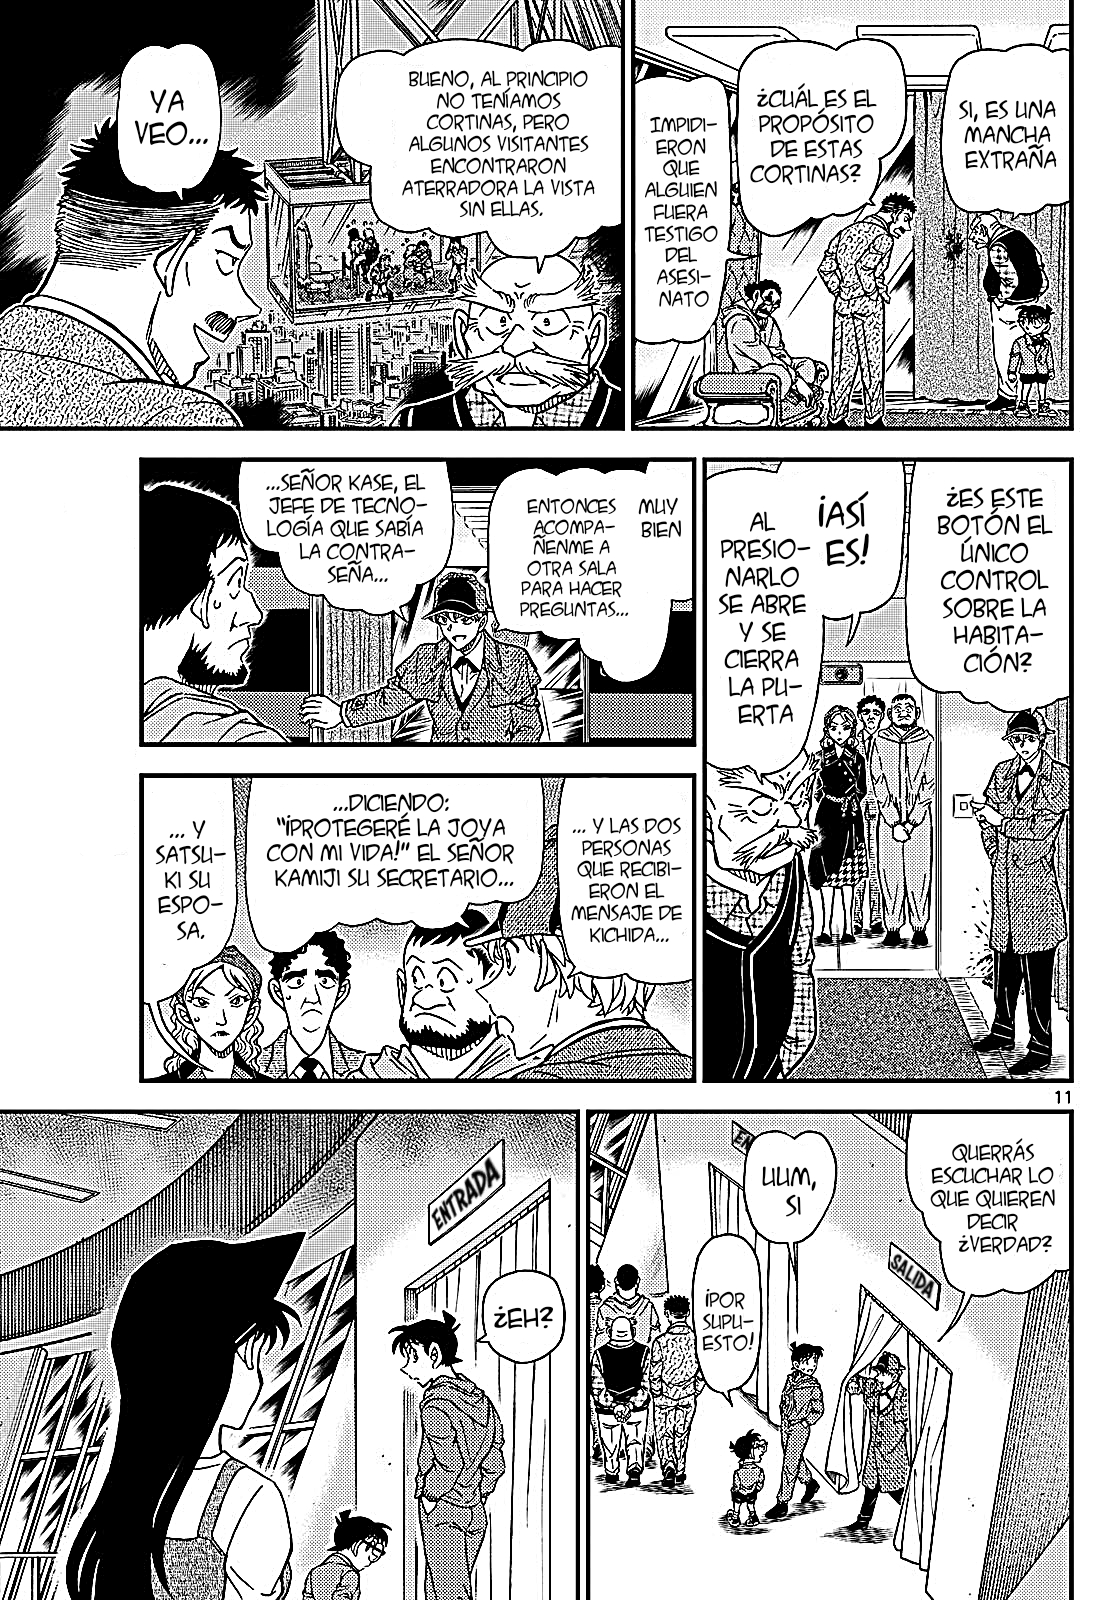 SI, ES UNA
MANCHA
EXTRAÑA
¿CUÁL ES EL
PROPÓSITO
DE ESTAS
CORTINAS?
IMPIDI-
ERON
QUE
ALGUIEN
FUERA
TESTIGO
DEL
ASESI-
NATO
BUENO, AL PRINCIPIO
NO TENÍAMOS
CORTINAS, PERO
ALGUNOS VISITANTES
ENCONTRARON
ATERRADORA LA VISTA
SIN ELLAS.
YA
VEO...
¿ES ESTE
BOTÓN EL
ÚNICO
CONTROL
SOBRE LA
HABITA-
CIÓN?
¡ASÍ
ES!
AL
PRESIO-
NARLO
SE ABRE
Y SE
CIERRA
LA PU-
ERTA
MUY
BIEN
ENTONCES
ACOMPA-
ÑENME A
OTRA SALA
PARA HACER
PREGUNTAS...
...SEÑOR KASE, EL
JEFE DE TECNO-
LOGÍA QUE SABÍA
LA CONTRA-
SEÑA...
... Y LAS DOS
PERSONAS
QUE RECIBI-
ERON EL
MENSAJE DE
KICHIDA...
...DICIENDO:
"¡PROTEGERÉ LA JOYA
CON MI VIDA!" EL SEÑOR
KAMIJI SU SECRETARIO...
... Y
SATSU-
KI SU
ESPO-
SA.
11
QUERRÁS
ESCUCHAR LO
QUE QUIEREN
DECIR
¿VERDAD?
EN
UUM,
SI
SALIDA
¡POR
SUPU-
ESTO!
ENTRADA
¿EH?